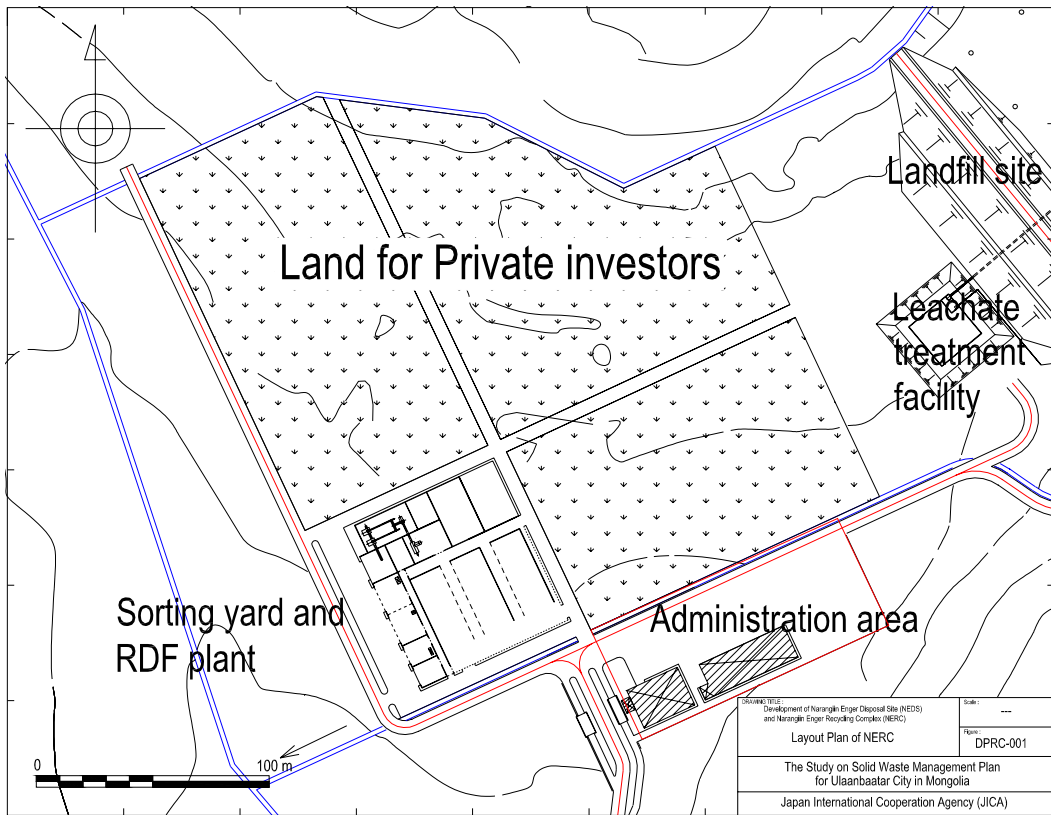 Landfill site
Land for Private investors
Leachate
treatment
facility
Sorting yard and
RDF plant
Administration area
0
100 m
DRAWING TITLE :
Development of Narangiin Enger Disposal Site (NEDS)
and Narangiin Enger Recycling Complex (NERC)
Layout Plan of NERC
Scale :
---
Figure :
DPRC-001
The Study on Solid Waste Management Plan
for Ulaanbaatar City in Mongolia
Japan International Cooperation Agency (JICA)